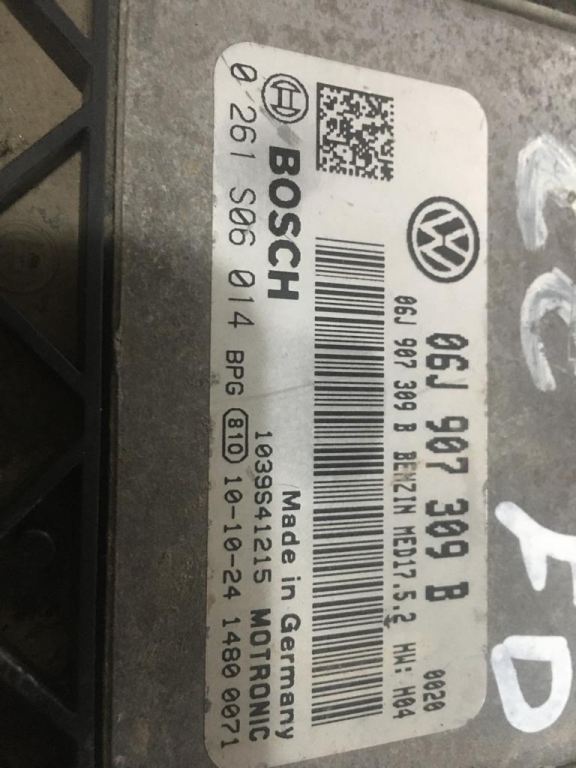 06J 907 309 B 0020
06J 907 309 B BENZIN MED17.5.2 HW: H04
BOSCH Made in Germany
1039S41215 MOTRONIC
0 261 S06 014 BPG 810 10-10-24 1480 0071